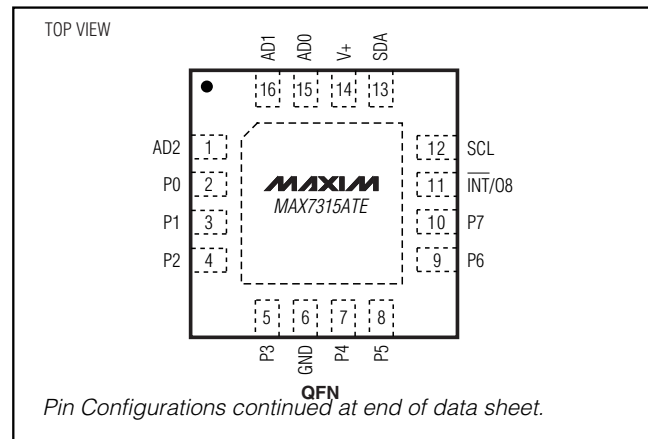 TOP VIEW
AD1 AD0 V+ SDA
16 15 14 13
AD2 1
P0 2
P1 3
P2 4
MAXIM
MAX7315ATE
12 SCL
11 INT/O8
10 P7
9 P6
5 6 7 8
P3 GND P4 P5
QFN
Pin Configurations continued at end of data sheet.